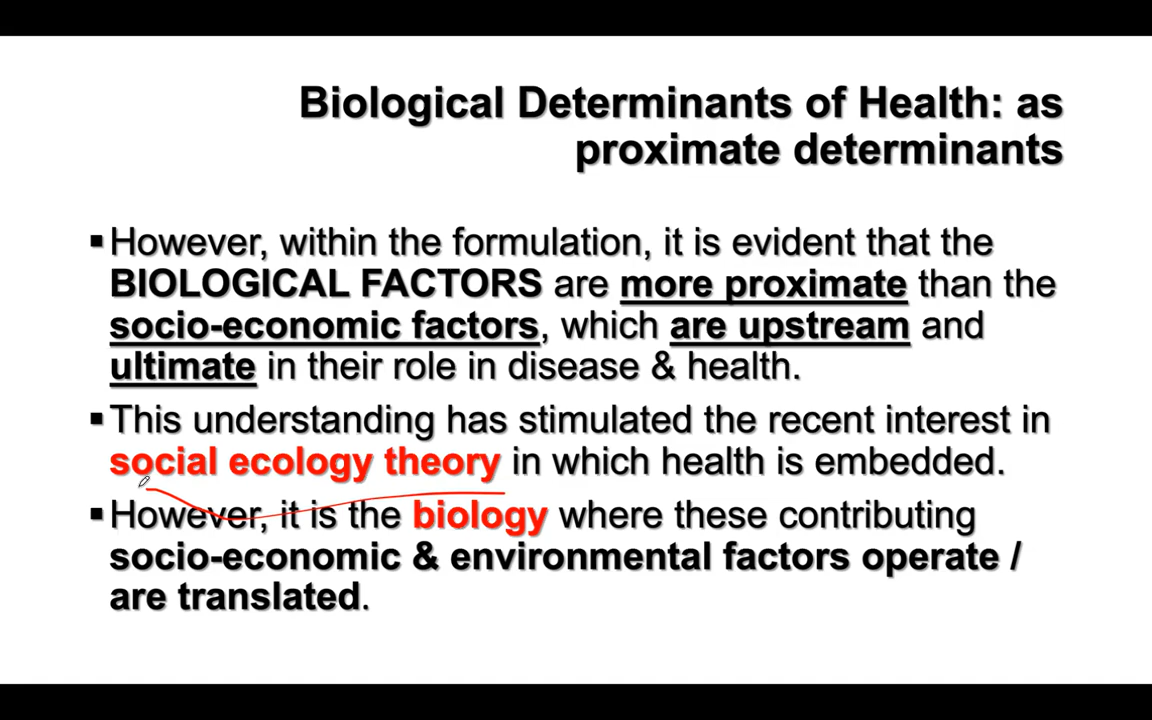 Biological Determinants of Health: as
proximate determinants
▪However, within the formulation, it is evident that the
BIOLOGICAL FACTORS are more proximate than the
socio-economic factors, which are upstream and
ultimate in their role in disease & health.
▪This understanding has stimulated the recent interest in
social ecology theory in which health is embedded.
▪However, it is the biology where these contributing
socio-economic & environmental factors operate /
are translated.